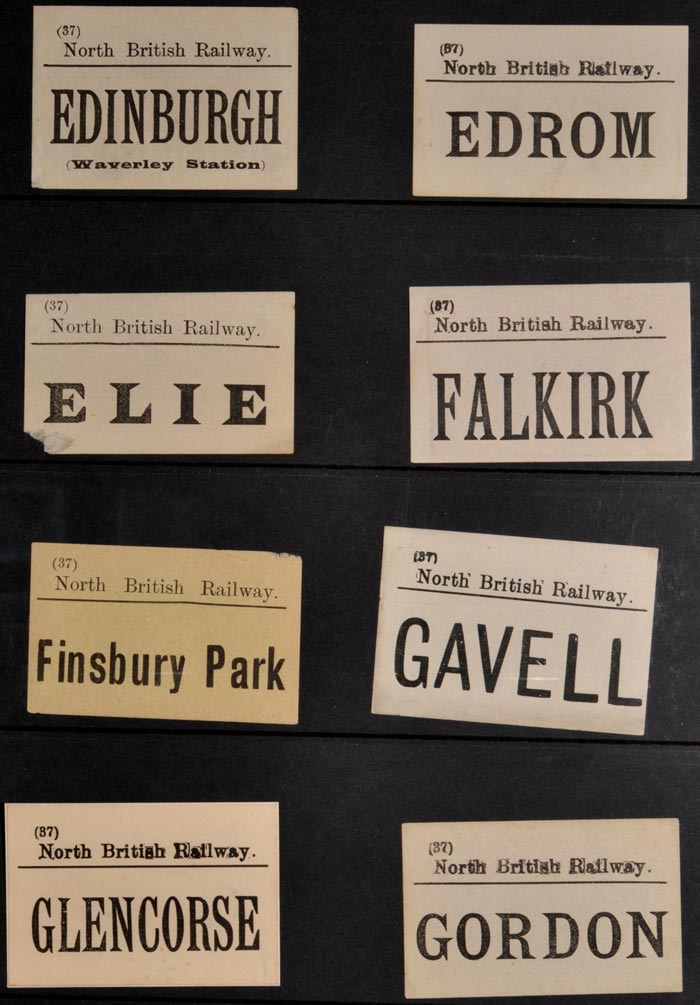 (37)
North British Railway.
EDINBURGH
(Waverley Station)
(37)
North British Railway.
EDROM
(37)
North British Railway.
ELIE
(37)
North British Railway.
FALKIRK
(37)
North British Railway.
Finsbury Park
(37)
North British Railway.
GAVELL
(37)
North British Railway.
GLENCORSE
(37)
North British Railway.
GORDON